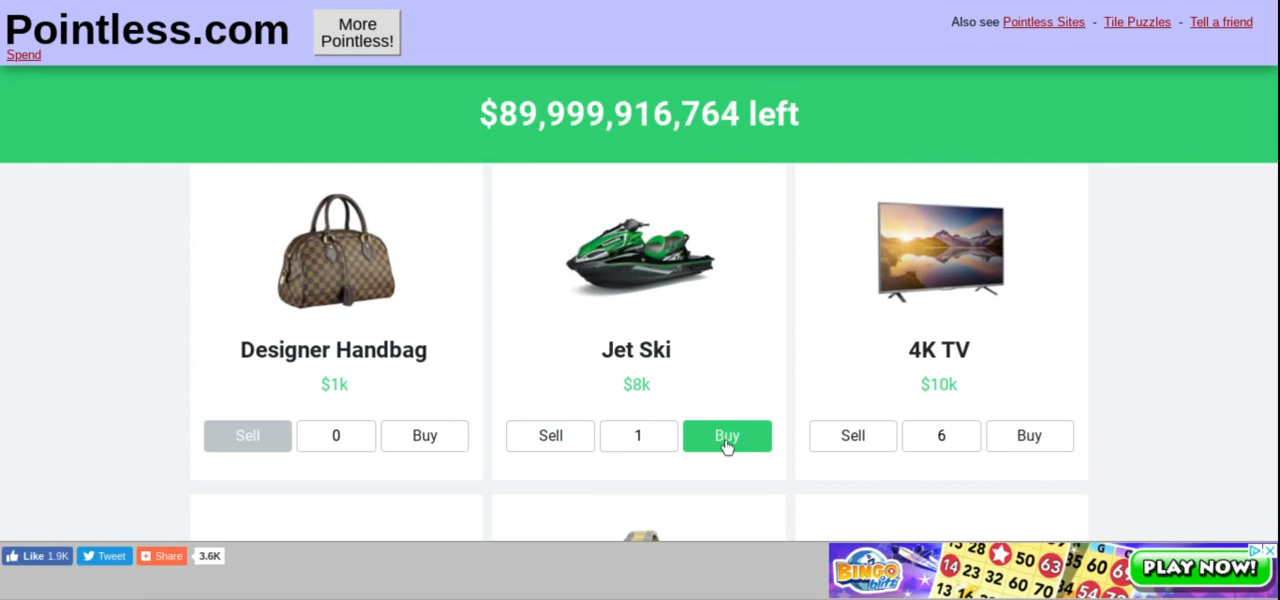 Pointless.com
More
Pointless!
Also see Pointless Sites - Tile Puzzles - Tell a friend
Spend
$89,999,916,764 left
Designer Handbag
$1k
Sell 0 Buy
Jet Ski
$8k
Sell 1 Buy
4K TV
$10k
Sell 6 Buy
Like 1.9K
Tweet
Share
3.6K
BINGO
Blitz
PLAY NOW!